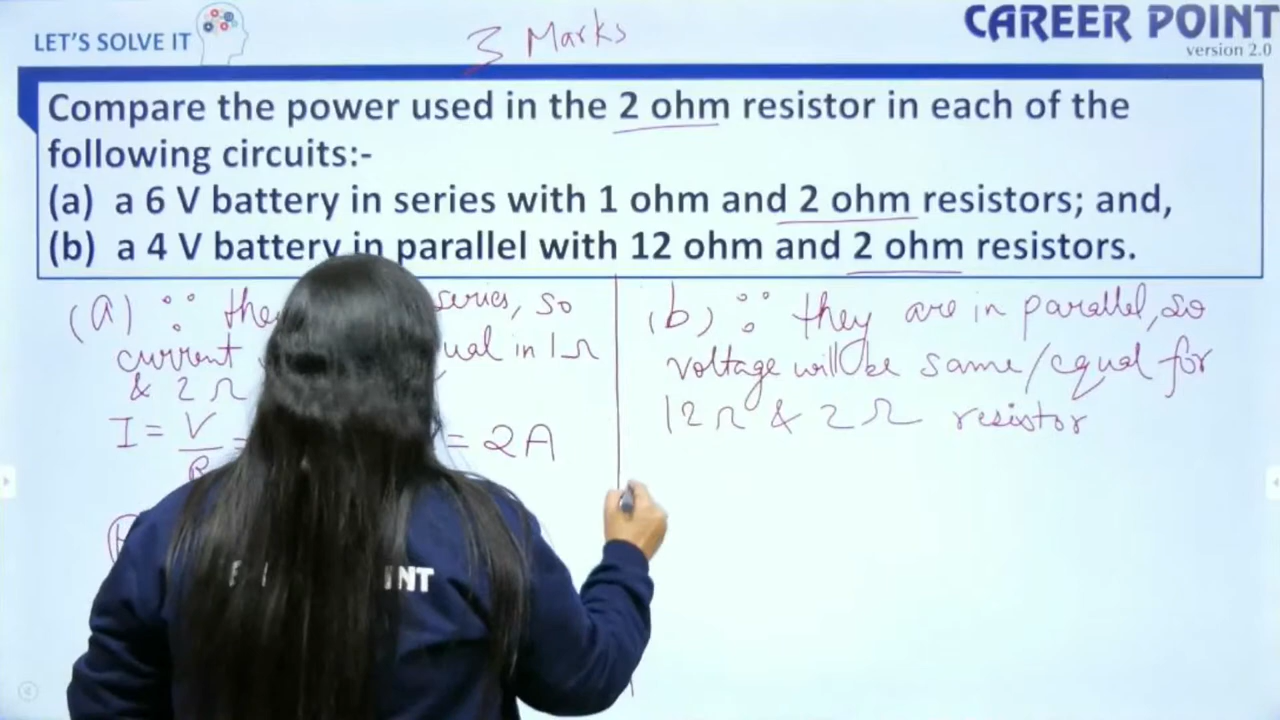 LET'S SOLVE IT
3 Marks
CAREER POINT
version 2.0
Compare the power used in the 2 ohm resistor in each of the
following circuits:-
(a) a 6 V battery in series with 1 ohm and 2 ohm resistors; and,
(b) a 4 V battery in parallel with 12 ohm and 2 ohm resistors.
(a) ∵ they series, so
current in 1Ω
& 2 Ω
I = V/R = = 2A
(b) ∵ they are in parallel, so
voltage will be same/equal for
12Ω & 2Ω resistor
INT